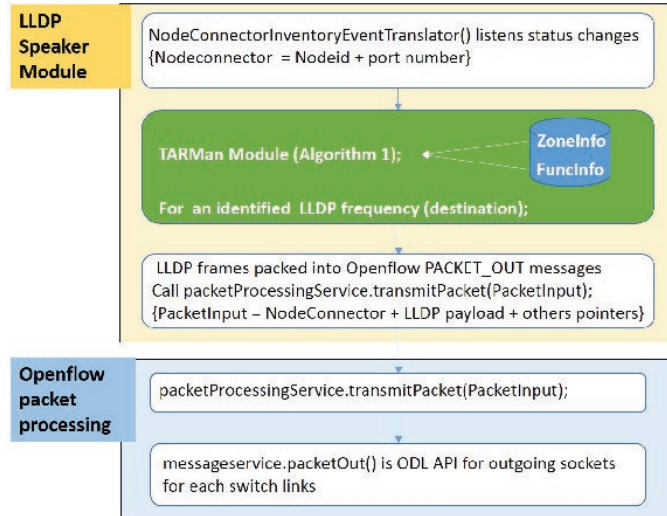 LLDP
Speaker
Module
NodeConnectorInventoryEventTranslator() listens status changes
{Nodeconnector = Nodeid + port number}
TARMan Module (Algorithm 1);
ZoneInfo
FuncInfo
For an identified LLDP frequency (destination);
LLDP frames packed into Openflow PACKET_OUT messages
Call packetProcessingService.transmitPacket(PacketInput);
{PacketInput – NodeConnector + LLDP payload + others pointers}
Openflow
packet
processing
packetProcessingService.transmitPacket(PacketInput);
messageservice.packetOut() is ODL API for outgoing sockets
for each switch links